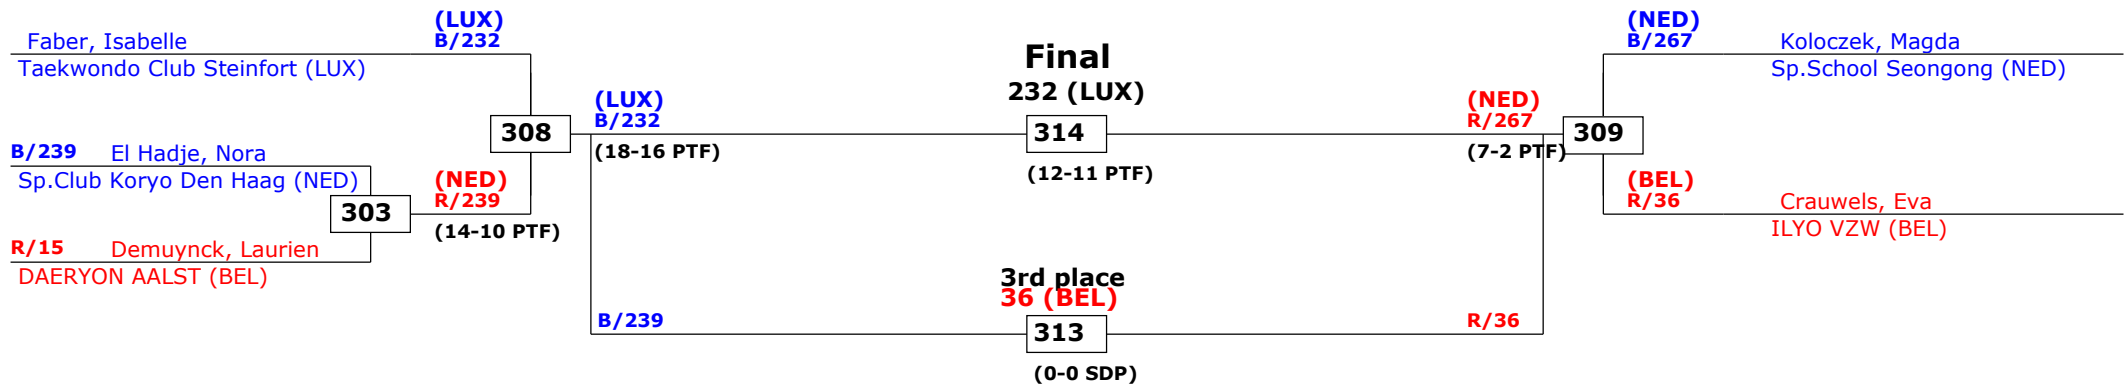 (LUX)
B/232
Faber, Isabelle
Taekwondo Club Steinfort (LUX)
B/239 El Hadje, Nora
Sp.Club Koryo Den Haag (NED)
303
R/15 Demuynck, Laurien
DAERYON AALST (BEL)
(NED)
R/239
(14-10 PTF)
308
(LUX)
B/232
(18-16 PTF)
Final
232 (LUX)
314
(12-11 PTF)
3rd place
36 (BEL)
B/239
313
R/36
(0-0 SDP)
(NED)
R/267
(7-2 PTF)
309
(NED)
B/267
Koloczek, Magda
Sp.School Seongong (NED)
(BEL)
R/36
Crauwels, Eva
ILYO VZW (BEL)